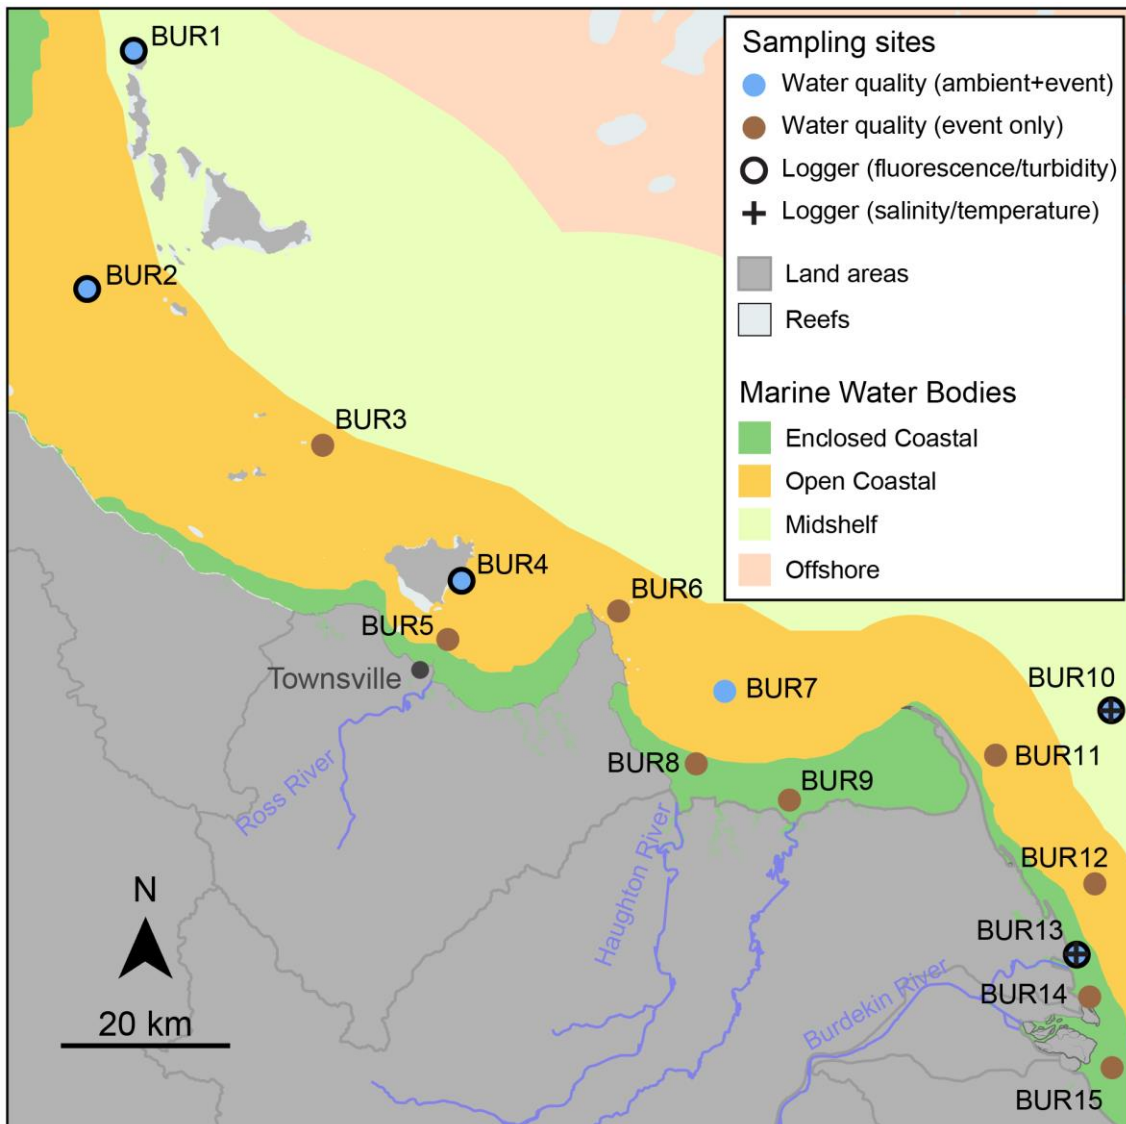 BUR1
Sampling sites
Water quality (ambient+event)
Water quality (event only)
Logger (fluorescence/turbidity)
Logger (salinity/temperature)
Land areas
Reefs
Marine Water Bodies
Enclosed Coastal
Open Coastal
Midshelf
Offshore
BUR2
BUR3
BUR4
BUR6
BUR5
Townsville
BUR7
BUR10
BUR8
BUR9
BUR11
Ross River
Haughton River
BUR12
N
BUR13
BUR14
Burdekin River
20 km
BUR15